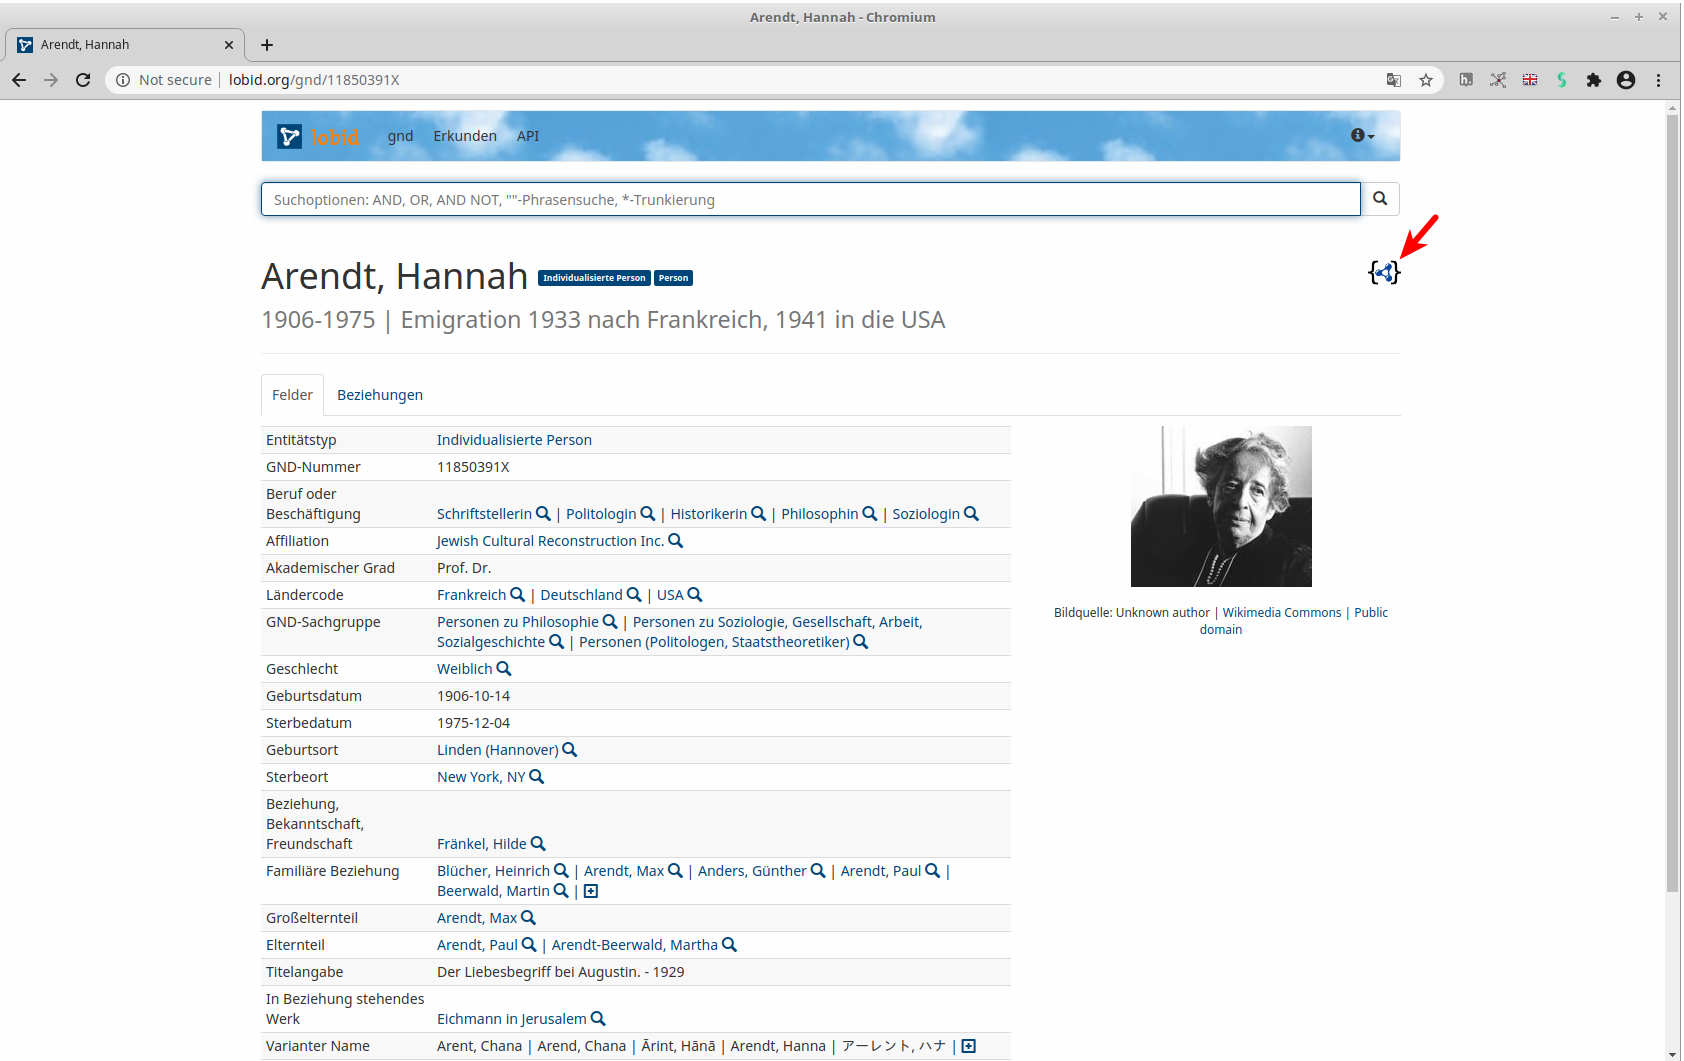 Arendt, Hannah - Chromium
Arendt, Hannah
Not secure | lobid.org/gnd/11850391X
lobid gnd Erkunden API
Suchoptionen: AND, OR, AND NOT, ""-Phrasensuche, *-Trunkierung
Arendt, Hannah Individualisierte Person Person
1906-1975 | Emigration 1933 nach Frankreich, 1941 in die USA
Felder Beziehungen
Entitätstyp Individualisierte Person
GND-Nummer 11850391X
Beruf oder
Beschäftigung Schriftstellerin | Politologin | Historikerin | Philosophin | Soziologin
Affiliation Jewish Cultural Reconstruction Inc.
Akademischer Grad Prof. Dr.
Ländercode Frankreich | Deutschland | USA
GND-Sachgruppe Personen zu Philosophie | Personen zu Soziologie, Gesellschaft, Arbeit,
Sozialgeschichte | Personen (Politologen, Staatstheoretiker)
Geschlecht Weiblich
Geburtsdatum 1906-10-14
Sterbedatum 1975-12-04
Geburtsort Linden (Hannover)
Sterbeort New York, NY
Beziehung,
Bekanntschaft,
Freundschaft Fränkel, Hilde
Familiäre Beziehung Blücher, Heinrich | Arendt, Max | Anders, Günther | Arendt, Paul |
Beerwald, Martin |
Großelternteil Arendt, Max
Elternteil Arendt, Paul | Arendt-Beerwald, Martha
Titelangabe Der Liebesbegriff bei Augustin. - 1929
In Beziehung stehendes
Werk Eichmann in Jerusalem
Varianter Name Arent, Chana | Arend, Chana | Ārint, Hānā | Arendt, Hanna | アーレント, ハナ |
Bildquelle: Unknown author | Wikimedia Commons | Public
domain